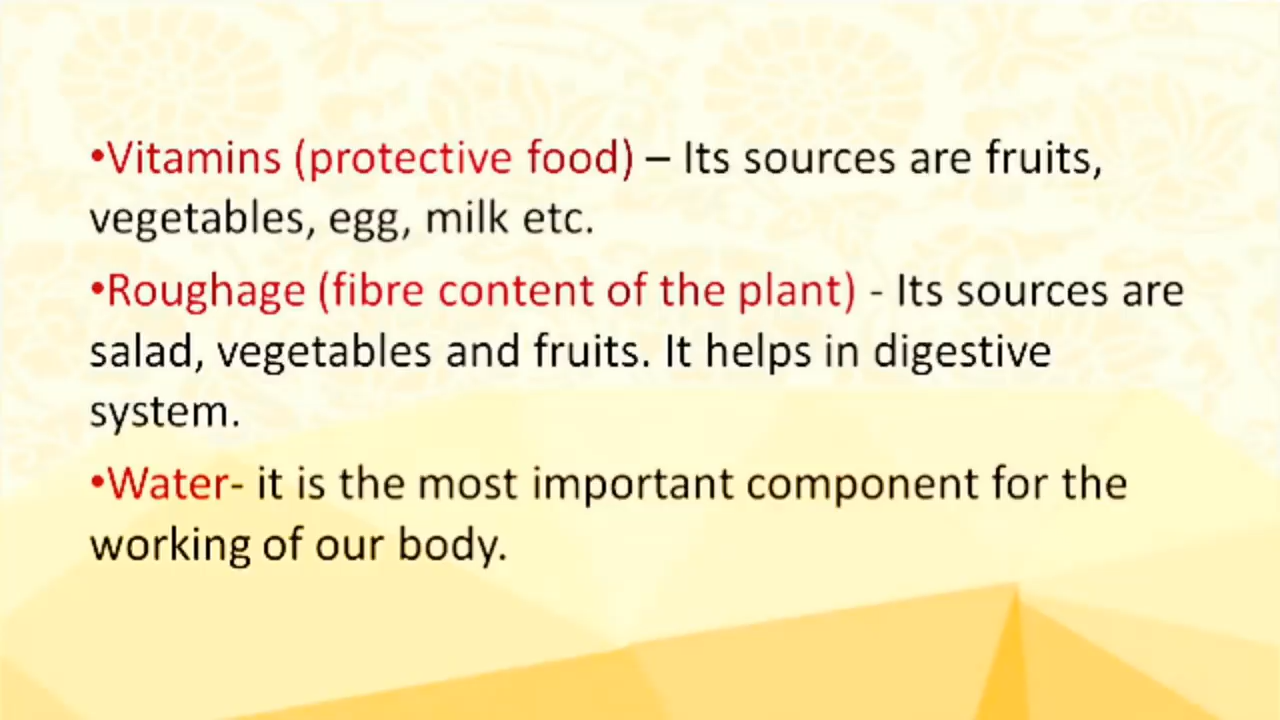 •Vitamins (protective food) – Its sources are fruits,
vegetables, egg, milk etc.
•Roughage (fibre content of the plant) - Its sources are
salad, vegetables and fruits. It helps in digestive
system.
•Water- it is the most important component for the
working of our body.